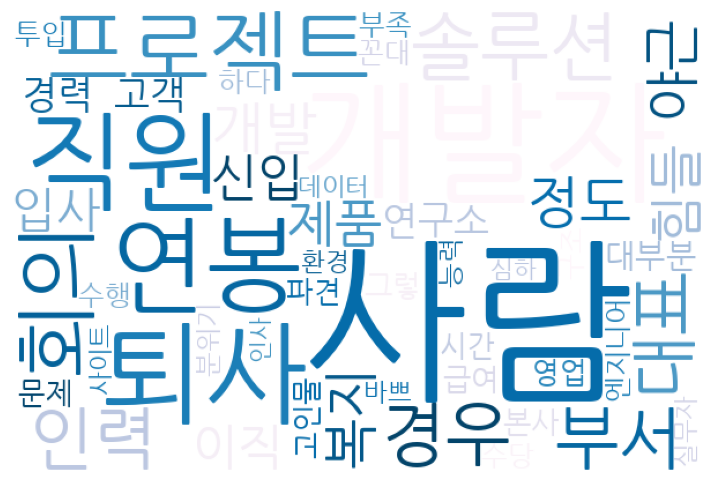 투입
프로젝트
부족
꼰대
솔루션
야근
경력
고객
하다
개발
개발자
직원
신입
데이터
입사
제품
연구소
정도
힘들
회의
연봉
환경
능력
심하
대부분
수행
파견
그렇
사람
퇴사
분위기
인사
사이트
시간
급여
영업
엔지니어
대표
문제
고인물
복지
바쁘
경우
본사
부서
실무자
인력
이직
수당